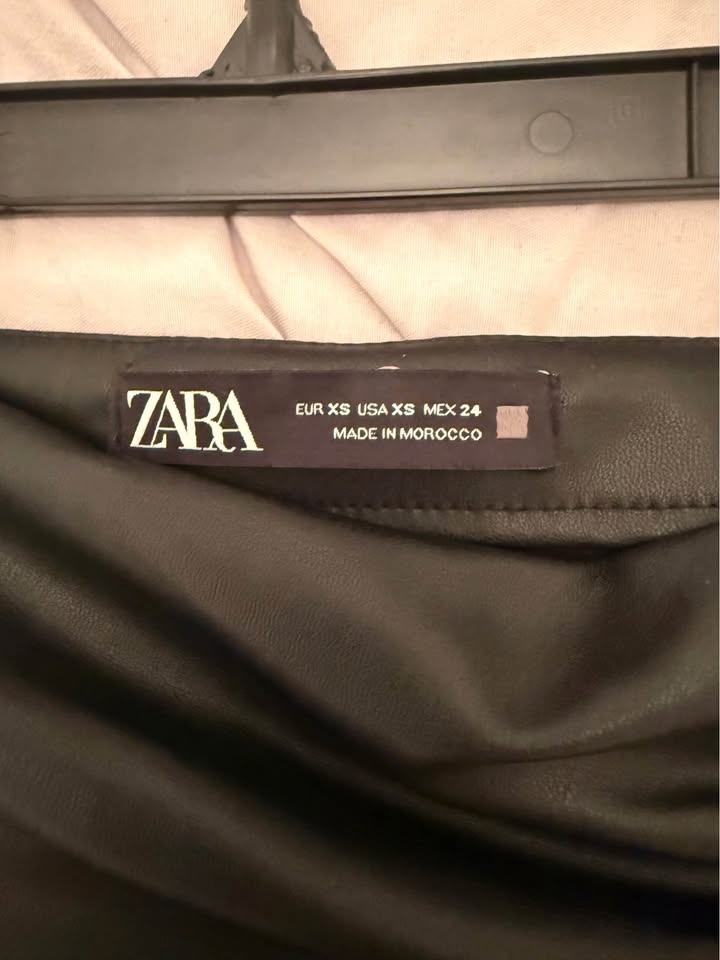 ZARA
EUR XS USA XS MEX 24
MADE IN MOROCCO